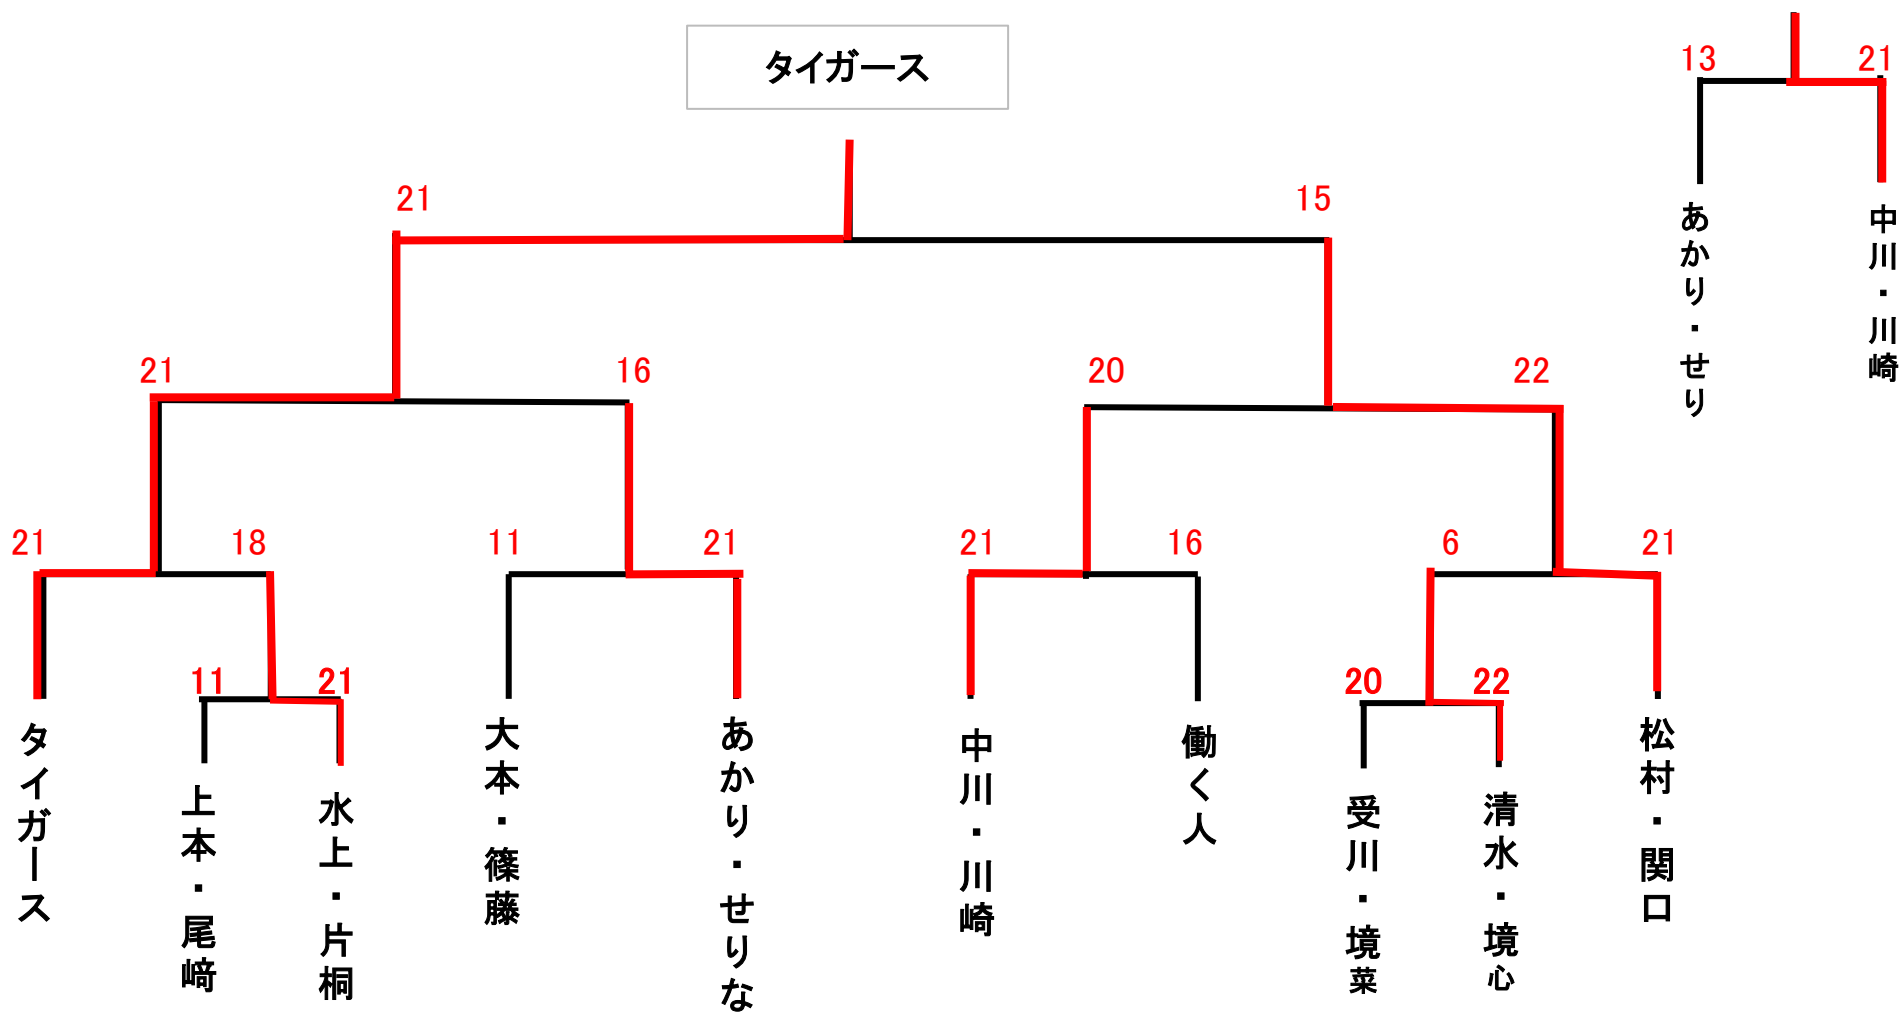 タイガース
13
21
21
15
あかり・せり
中川・川崎
21
16
20
22
21
18
11
21
21
16
6
21
11
21
20
22
タイガース
上本・尾﨑
水上・片桐
大本・篠藤
あかり・せりな
中川・川崎
働く人
受川・境菜
清水・境心
松村・関口